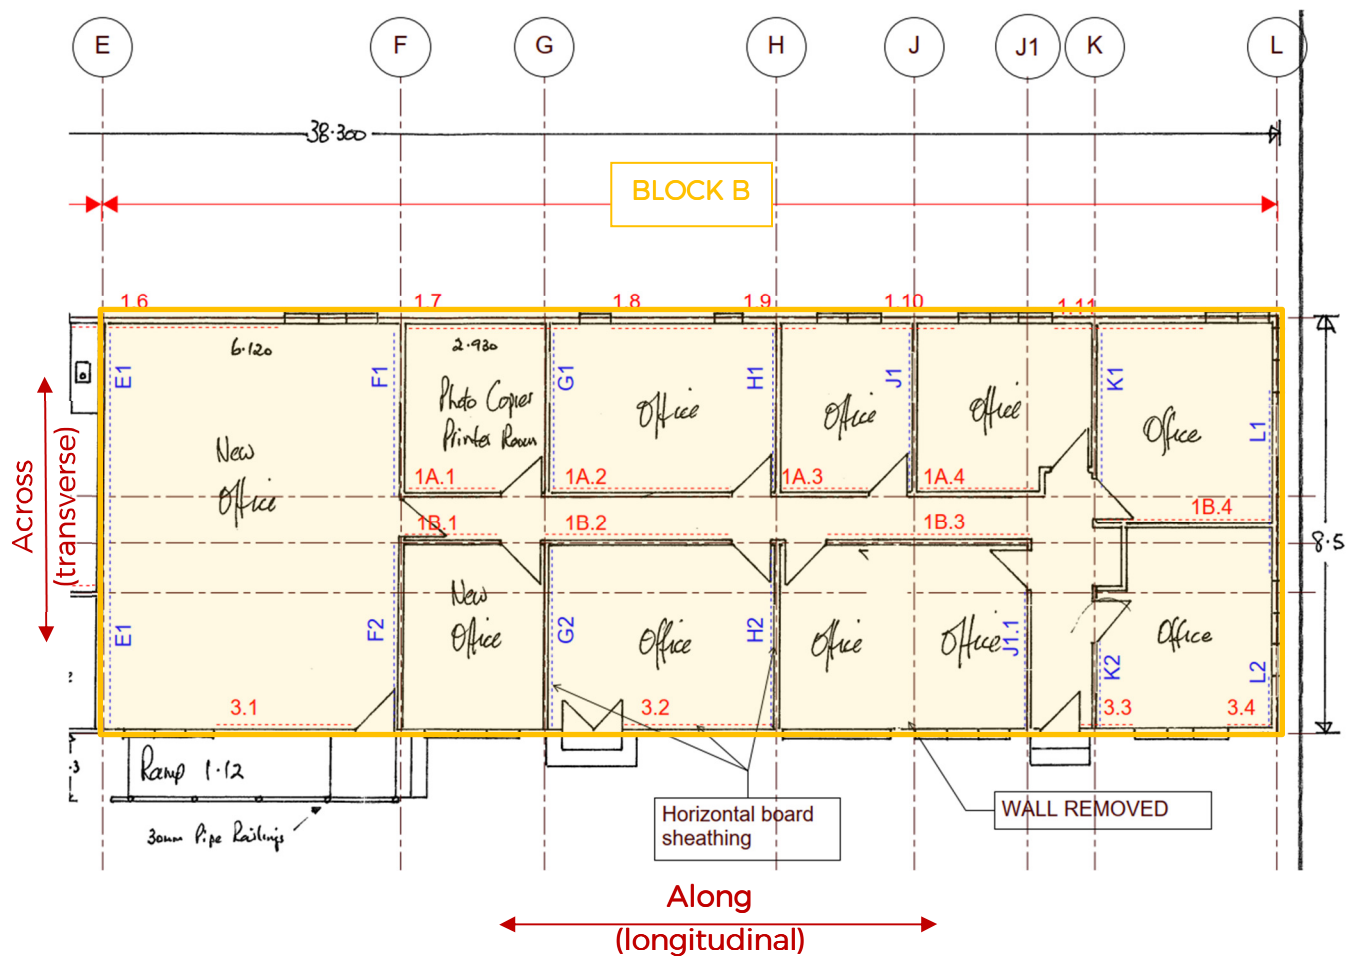 E F G H J J1 K L
38.300
BLOCK B
1.6 1.7 1.8 1.9 1.10 1.11
6.120 2.930
E1 F1 G1 H1 J1 K1 L1
Photo Copier
Printer Room
Office
Office
Office
Office
New
Office
1A.1 1A.2 1A.3 1A.4
1B.1 1B.2 1B.3 1B.4
8.5
Across
(transverse)
New
Office
Office
Office
Office
Office
E1 F2 G2 H2 J1.1 K2 L2
3.1 3.2 3.3 3.4
Ramp 1:12
.3
30mm Pipe Railings
Horizontal board
sheathing
WALL REMOVED
Along
(longitudinal)